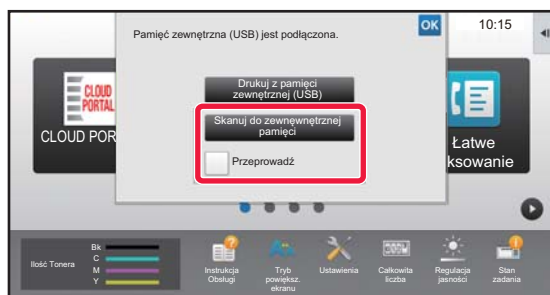 Pamięć zewnętrzna (USB) jest podłączona.
OK
10:15
Drukuj z pamięci
zewnętrznej (USB)
Skanuj do zewnęwnętrznej
pamięci
Przeprowadź
CLOUD
PORTAL
CLOUD POR
Łatwe
ksowanie
Ilość Tonera
Bk
C
M
Y
Instrukcja
Obsługi
Tryb
powiększ.
ekranu
Ustawienia
Całkowita
liczba
Regulacja
jasności
Stan
zadania